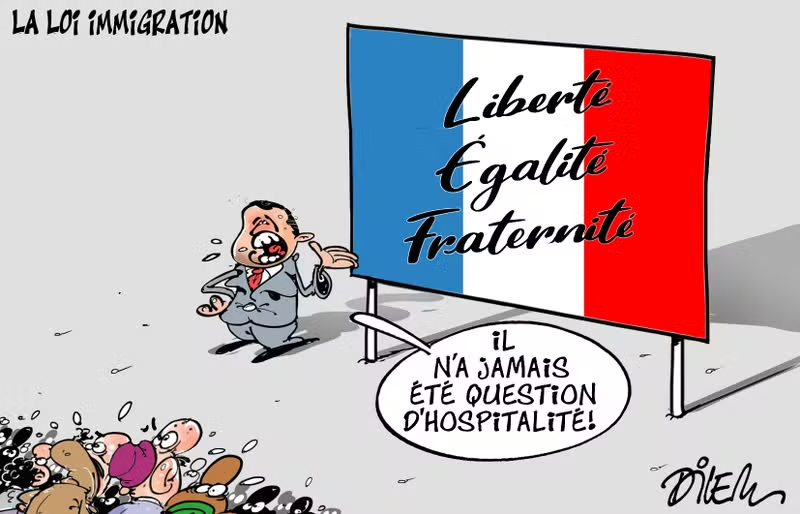 LA LOI IMMIGRATION
Liberté
Égalité
Fraternité
IL
N'A JAMAIS
ÉTÉ QUESTION
D'HOSPITALITÉ!
DILEM